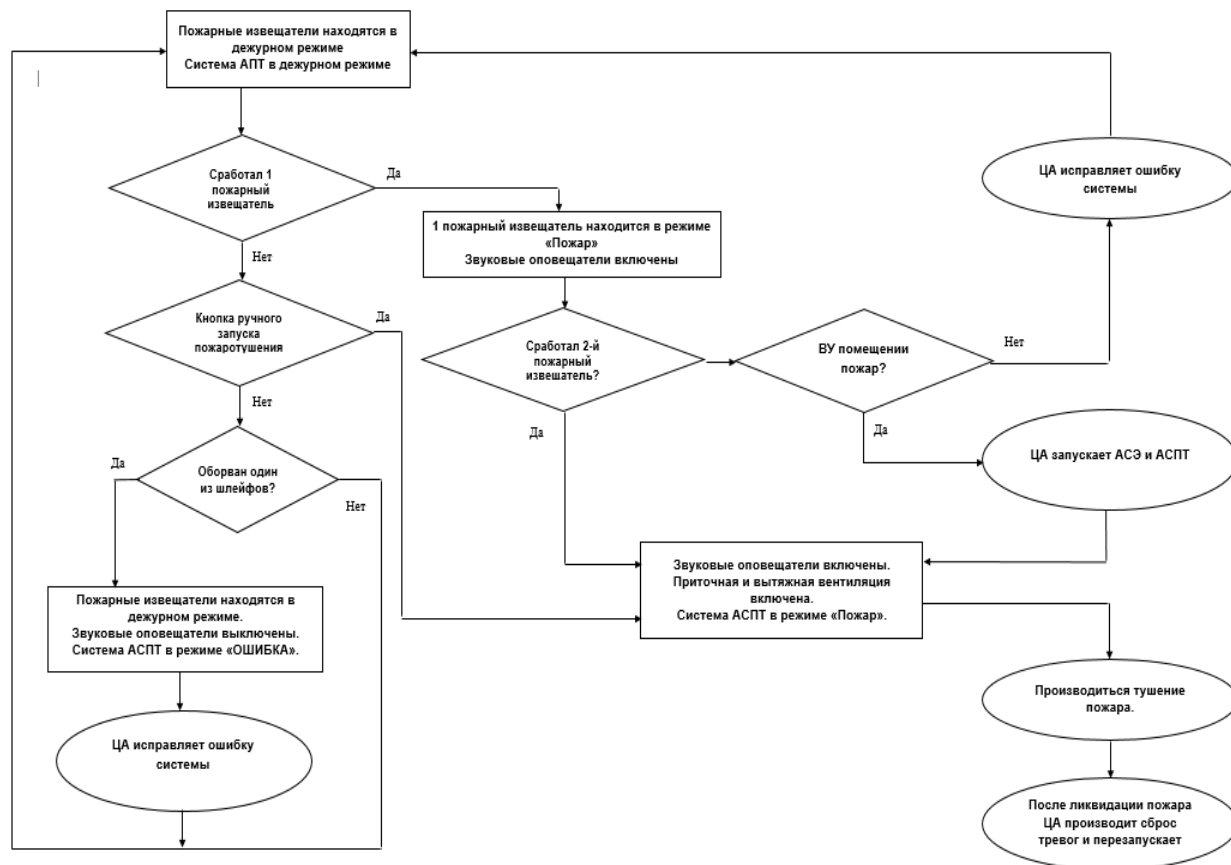 Пожарные извещатели находятся в
дежурном режиме
Система АПТ в дежурном режиме
Сработал 1
пожарный
извещатель
Да
Нет
1 пожарный извещатель находится в режиме
«Пожар»
Звуковые оповещатели включены
ЦА исправляет ошибку
системы
Кнопка ручного
запуска
пожаротушения
Да
Нет
Сработал 2-й
пожарный
извещатель?
Да
ВУ помещении
пожар?
Нет
Да
ЦА запускает АСЭ и АСПТ
Оборван один
из шлейфов?
Да
Нет
Звуковые оповещатели включены.
Приточная и вытяжная вентиляция
включена.
Система АСПТ в режиме «Пожар».
Пожарные извещатели находятся в
дежурном режиме.
Звуковые оповещатели выключены.
Система АСПТ в режиме «ОШИБКА».
ЦА исправляет ошибку
системы
Производиться тушение
пожара.
После ликвидации пожара
ЦА производит сброс
тревог и перезапускает